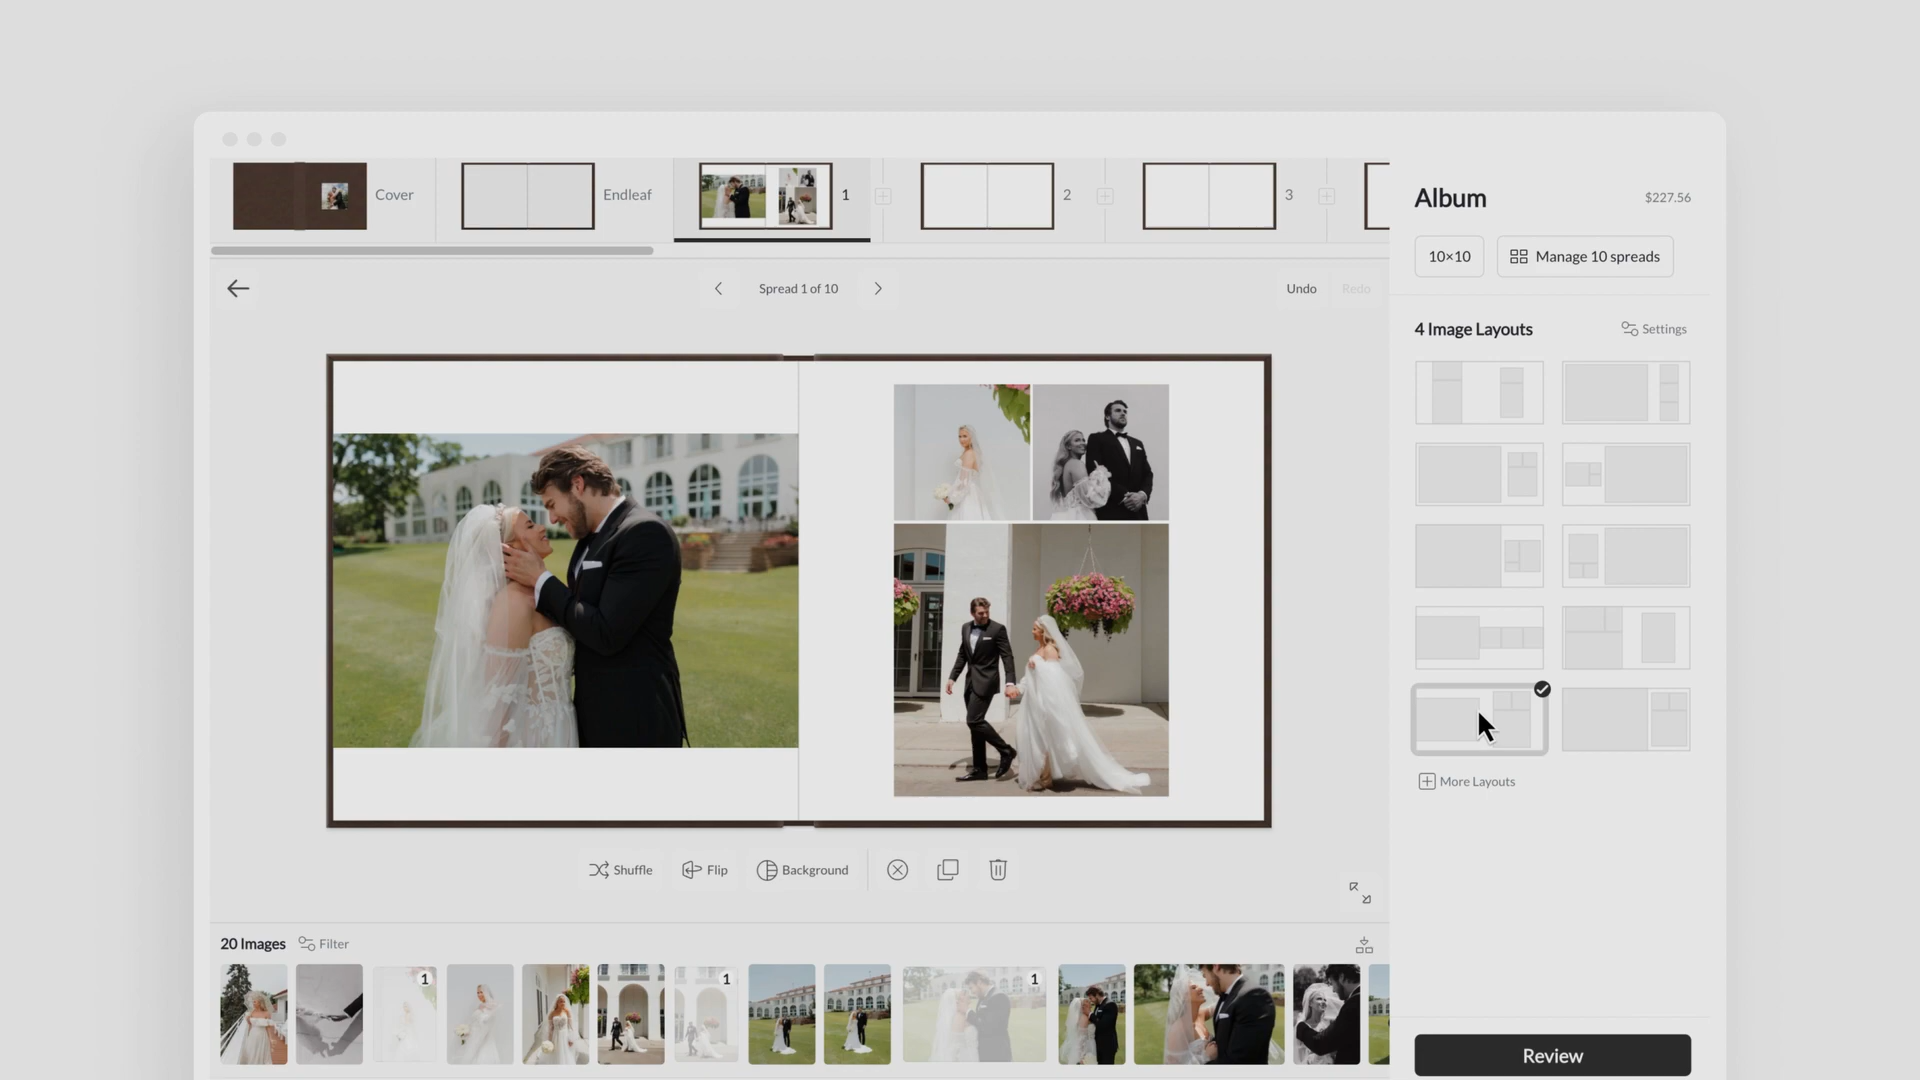 Cover
Endleaf
1
2
3
Album
$227.56
10×10
Manage 10 spreads
Spread 1 of 10
Undo
Redo
4 Image Layouts
Settings
More Layouts
Shuffle
Flip
Background
20 Images
Filter
1
1
1
Review